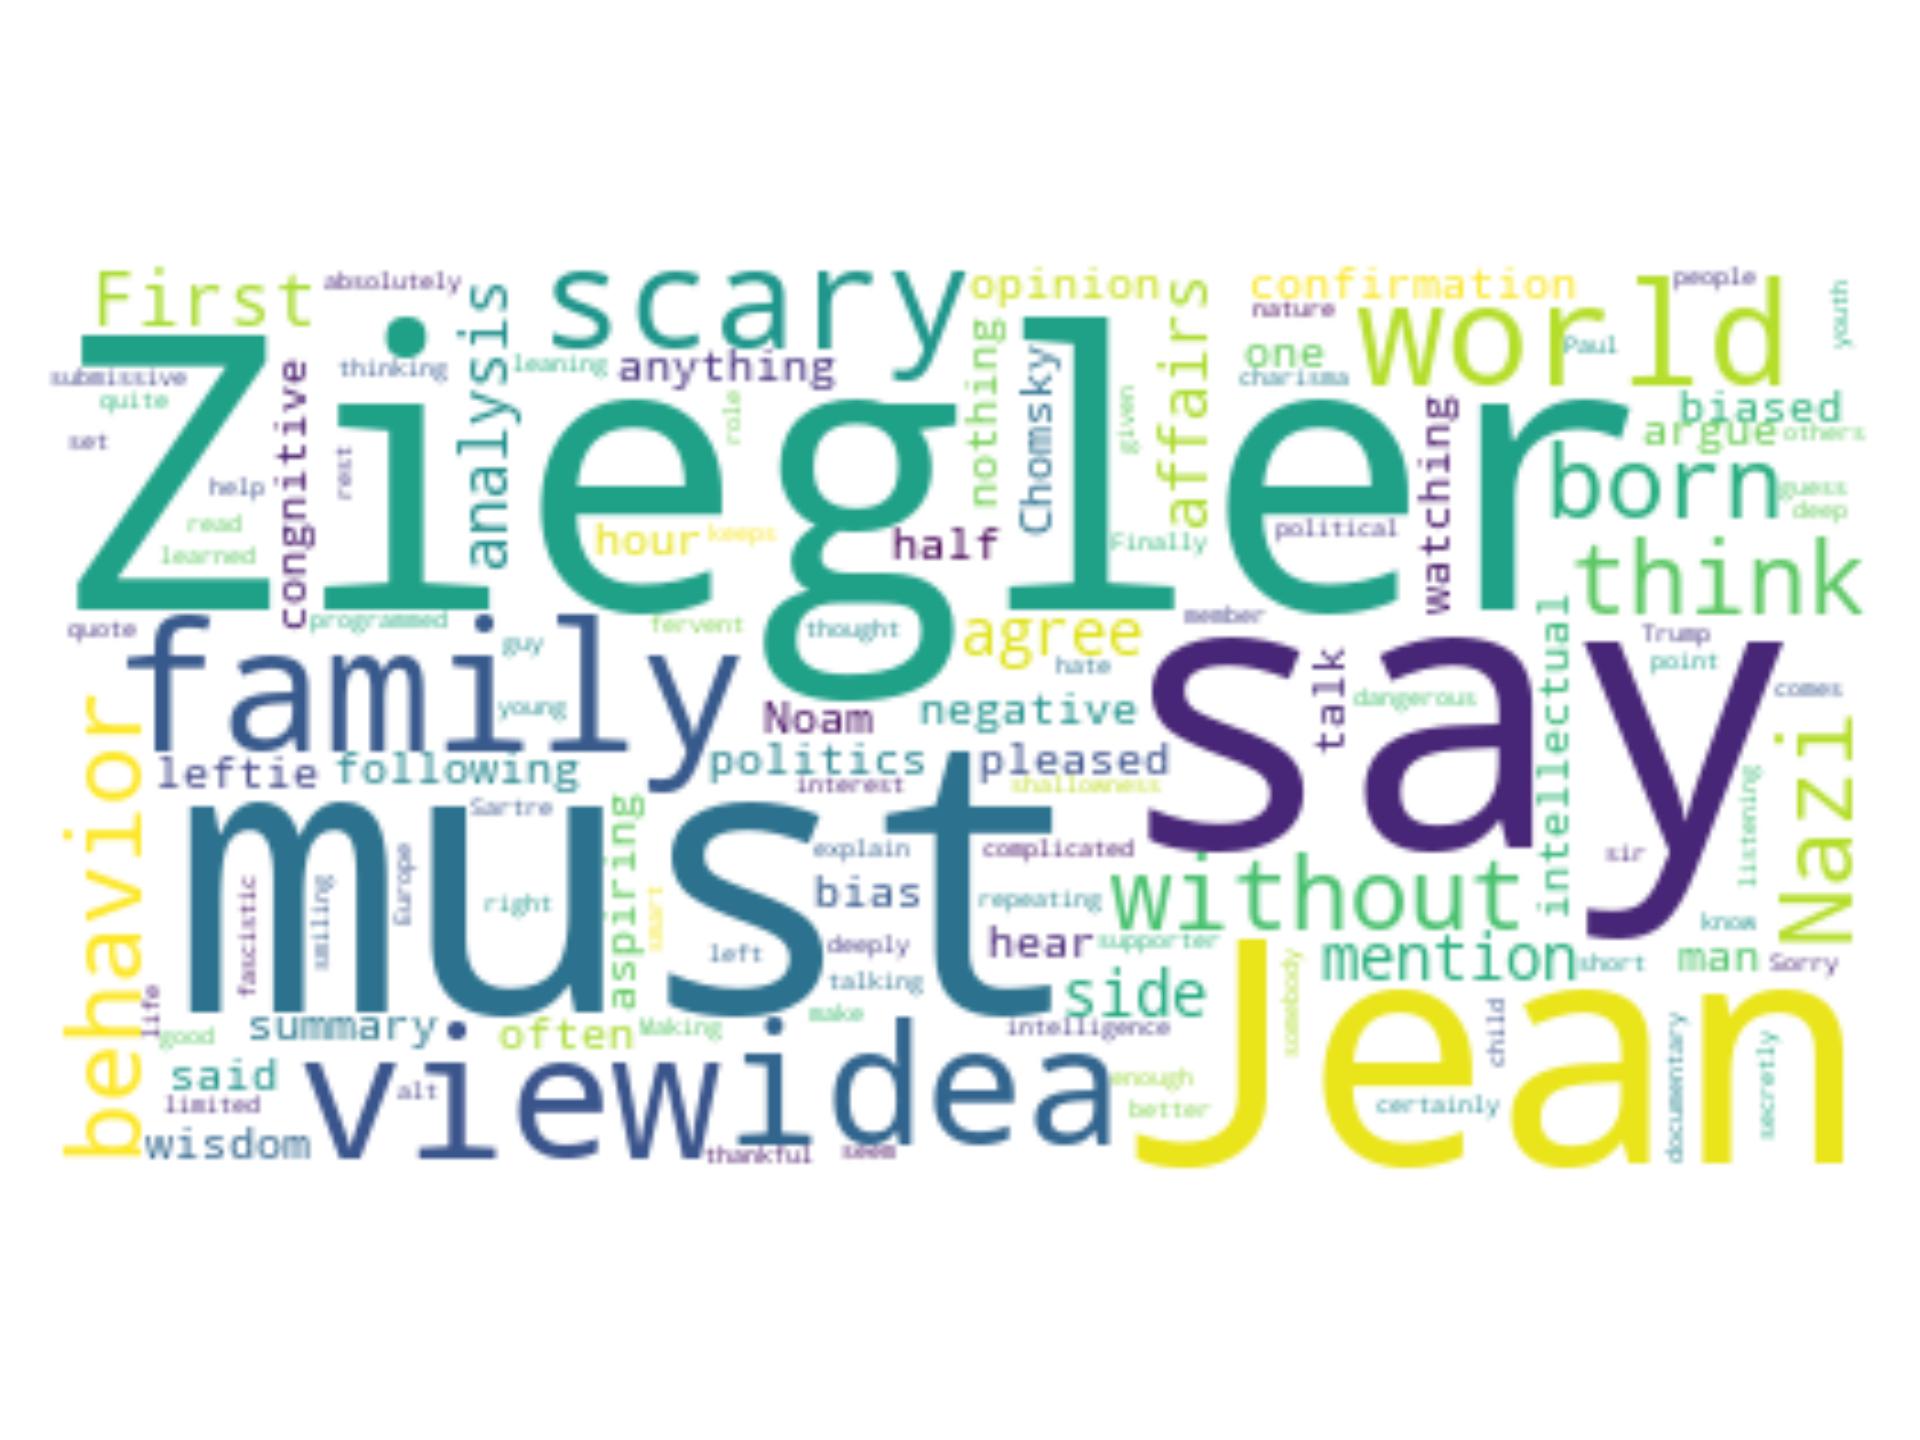 First
absolutely
scary
opinion
confirmation
people
nature
world
youth
Ziegler
submissive
quite
set
thinking
analysis
leaning
anything
role
nothing
Chomsky
given
affairs
one
charisma
Paul
biased
argue
others
congnitive
rest
help
read
learned
hour
keeps
half
Finally
political
watching
born
guess
deep
think
quote
programmed
guy
family
young
fervent
thought
agree
hate
member
say
talk
dangerous
intellectual
Trump
point
comes
Noam
negative
leftie
following
politics
pleased
interest
shallowness
behavior
must
Sartre
aspiring
fascistic
smiling
Europe
right
smart
left
explain
bias
deeply
talking
make
complicated
repeating
hear
supporter
side
without
mention
short
sir
listening
Nazi
know
man
Sorry
life
good
summary
often
Making
intelligence
said
limited
wisdom
view
alt
idea
thankful
seem
enough
better
Jean
somebody
child
certainly
documentary
secretly